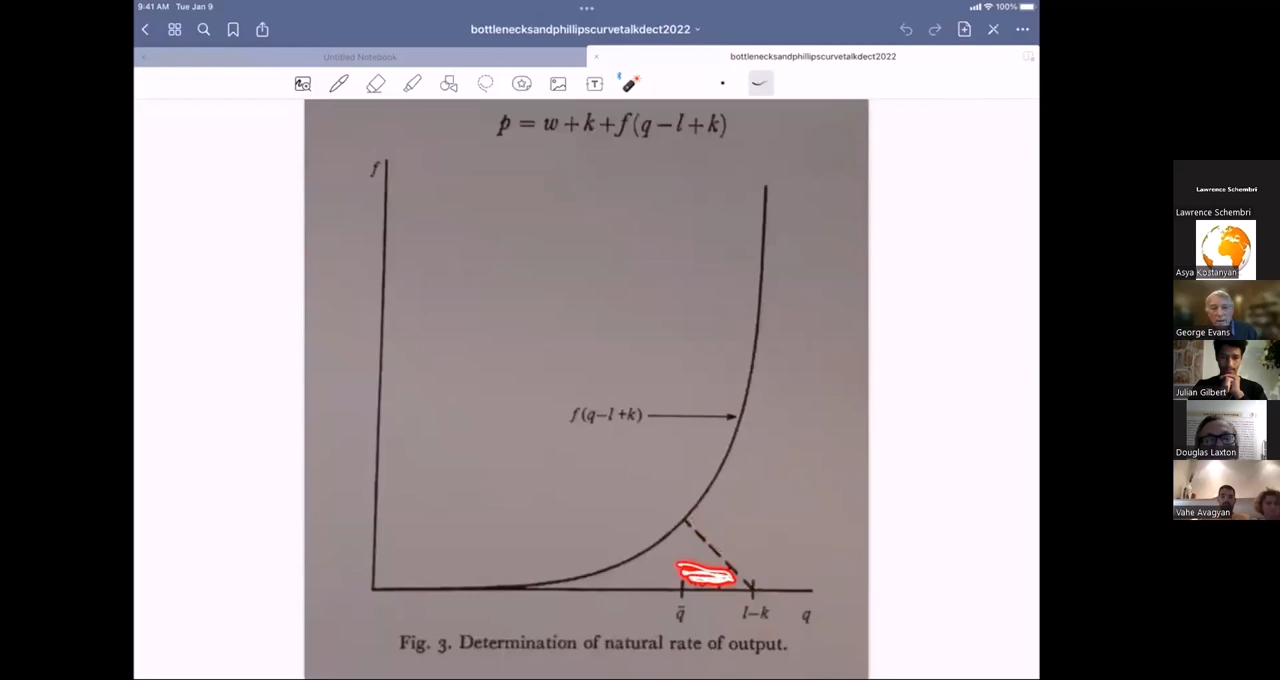 9:41 AM Tue Jan 9
100%
bottlenecksandphillipscurvetalkdect2022
Untitled Notebook
bottlenecksandphillipscurvetalkdect2022
p = w+k+f(q−l+k)
f
f(q−l+k)
q̄
l−k
q
Fig. 3. Determination of natural rate of output.
Lawrence Schembri
Lawrence Schembri
Asya Kostanyan
George Evans
Julian Gilbert
Douglas Laxton
Vahe Avagyan